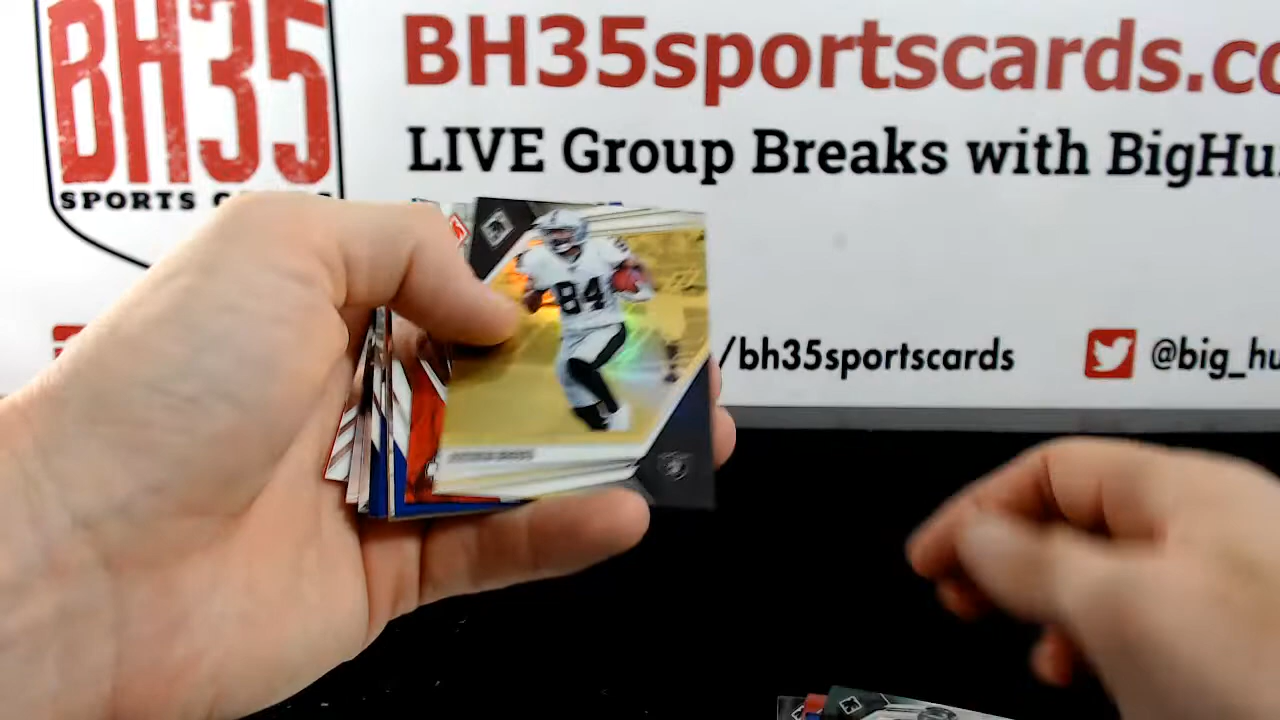 BH35
SPORTS
BH35sportscards.co
LIVE Group Breaks with BigHu
/bh35sportscards
@big_hu
84